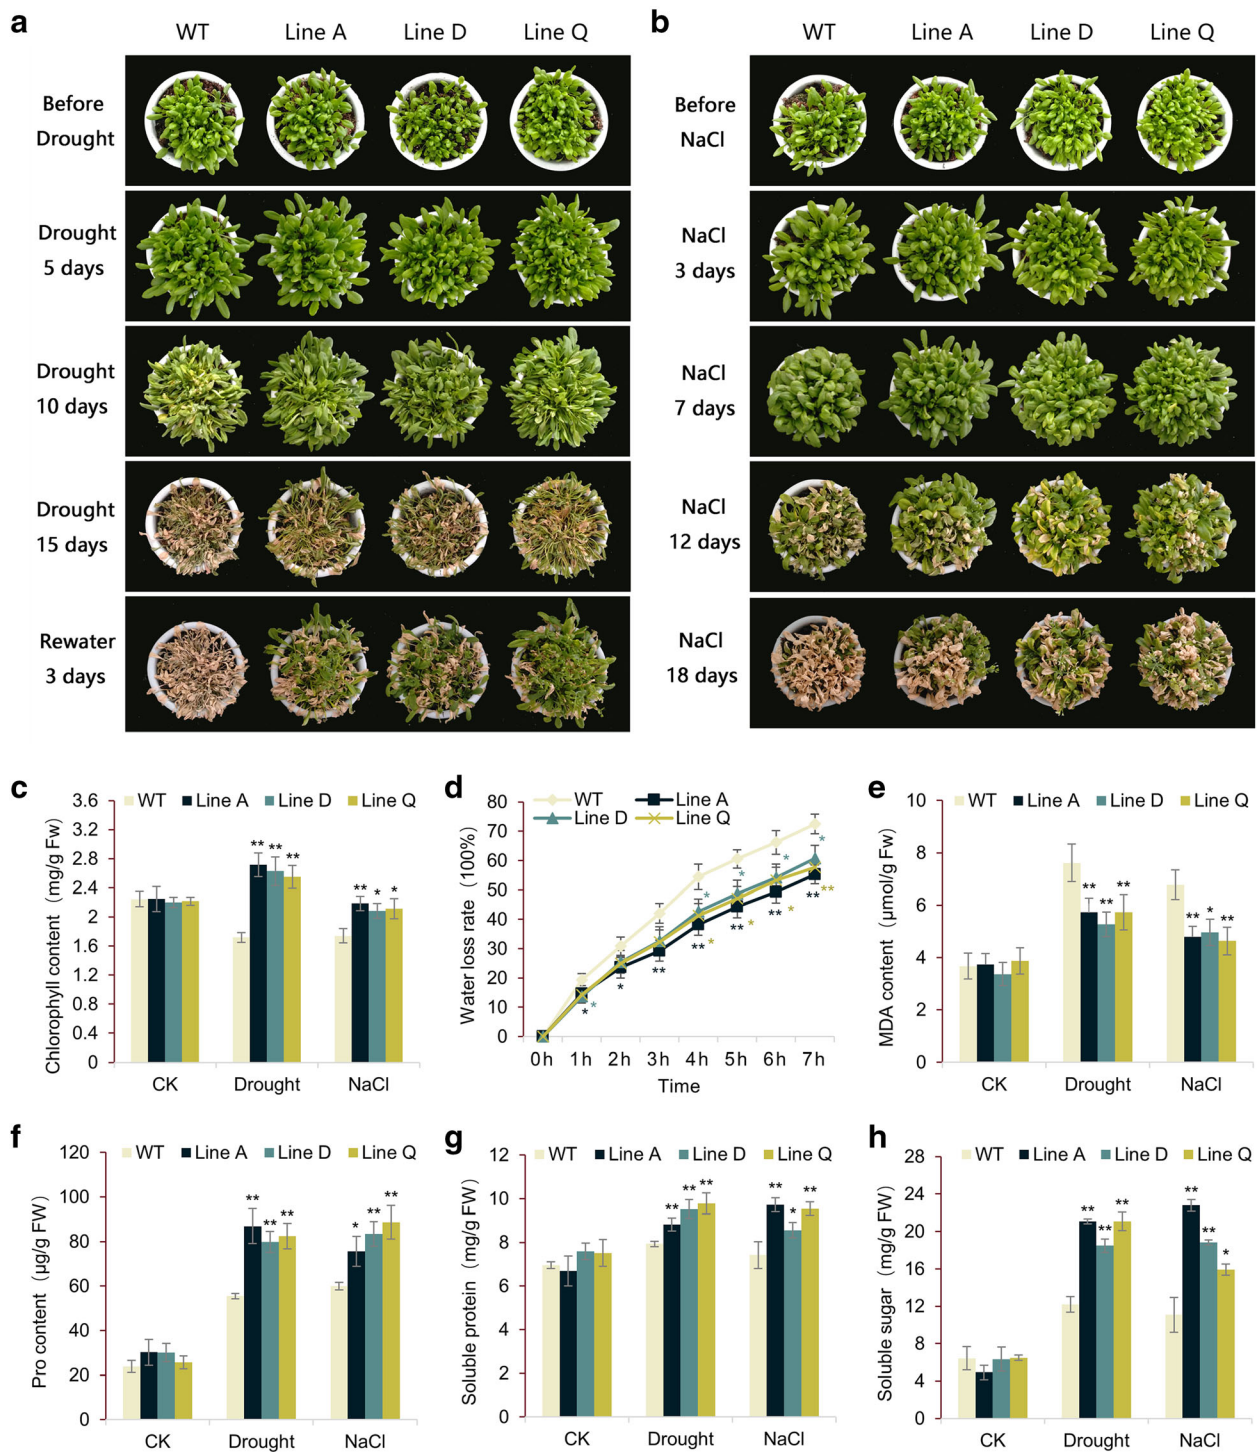 a
WT Line A Line D Line Q
Before
Drought
Drought
5 days
Drought
10 days
Drought
15 days
Rewater
3 days
b
WT Line A Line D Line Q
Before
NaCl
NaCl
3 days
NaCl
7 days
NaCl
12 days
NaCl
18 days
c
WT Line A Line D Line Q
Chlorophyll content (mg/g Fw)
3.6
3.2
2.8
2.4
2
1.6
1.2
0.8
0.4
0
** ** **
** * *
CK Drought NaCl
d
WT Line A
Line D Line Q
Water loss rate (100%)
80
70
60
50
40
30
20
10
0
* * * * *
* * ** ** ** ** **
* * * **
0h 1h 2h 3h 4h 5h 6h 7h
Time
e
WT Line A Line D Line Q
MDA content (μmol/g Fw)
10
8
6
4
2
0
** ** **
** * **
CK Drought NaCl
f
WT Line A Line D Line Q
Pro content (μg/g FW)
120
100
80
60
40
20
0
** ** **
* ** **
CK Drought NaCl
g
WT Line A Line D Line Q
Soluble protein (mg/g FW)
12
10
8
6
4
2
0
** ** **
** * **
CK Drought NaCl
h
WT Line A Line D Line Q
Soluble sugar (mg/g FW)
28
24
20
16
12
8
4
0
** ** **
** ** *
CK Drought NaCl